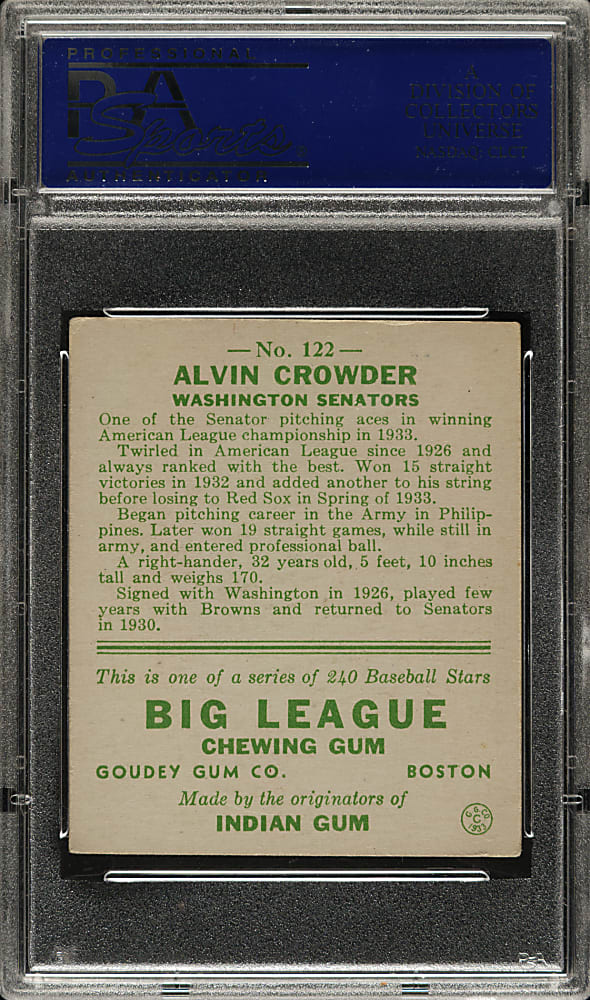 PROFESSIONAL
PSA
Sports
AUTHENTICATOR
A
DIVISION OF
COLLECTORS
UNIVERSE
NASDAQ: CLCT
— No. 122 —
ALVIN CROWDER
WASHINGTON SENATORS
One of the Senator pitching aces in winning
American League championship in 1933.
Twirled in American League since 1926 and
always ranked with the best. Won 15 straight
victories in 1932 and added another to his string
before losing to Red Sox in Spring of 1933.
Began pitching career in the Army in Philip-
pines. Later won 19 straight games, while still in
army, and entered professional ball.
A right-hander, 32 years old, 5 feet, 10 inches
tall and weighs 170.
Signed with Washington in 1926, played few
years with Browns and returned to Senators
in 1930.
This is one of a series of 240 Baseball Stars
BIG LEAGUE
CHEWING GUM
GOUDEY GUM CO. BOSTON
Made by the originators of
INDIAN GUM
G. G. CO
C
1933
PSA